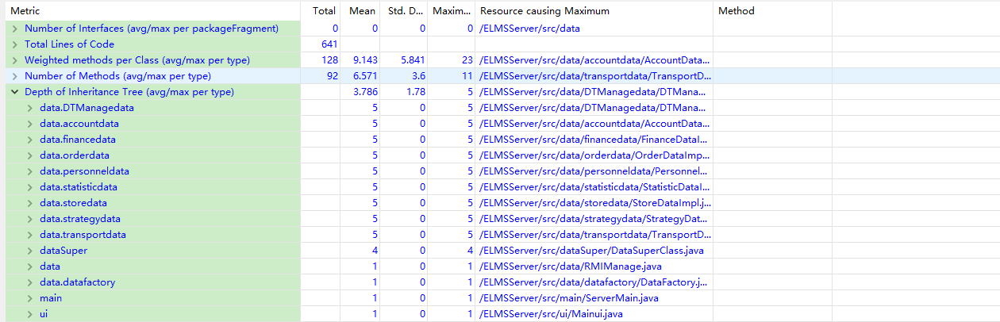 Metric Total Mean Std. D... Maxim... Resource causing Maximum Method
Number of Interfaces (avg/max per packageFragment) 0 0 0 0 /ELMSServer/src/data
Total Lines of Code 641
Weighted methods per Class (avg/max per type) 128 9.143 5.841 23 /ELMSServer/src/data/accountdata/AccountData...
Number of Methods (avg/max per type) 92 6.571 3.6 11 /ELMSServer/src/data/transportdata/TransportD...
Depth of Inheritance Tree (avg/max per type) 3.786 1.78 5 /ELMSServer/src/data/DTManagedata/DTMana...
data.DTManagedata 5 0 5 /ELMSServer/src/data/DTManagedata/DTMana...
data.accountdata 5 0 5 /ELMSServer/src/data/accountdata/AccountData...
data.financedata 5 0 5 /ELMSServer/src/data/financedata/FinanceDataI...
data.orderdata 5 0 5 /ELMSServer/src/data/orderdata/OrderDataImp...
data.personneldata 5 0 5 /ELMSServer/src/data/personneldata/Personnel...
data.statisticdata 5 0 5 /ELMSServer/src/data/statisticdata/StatisticDataI...
data.storedata 5 0 5 /ELMSServer/src/data/storedata/StoreDataImpl.j...
data.strategydata 5 0 5 /ELMSServer/src/data/strategydata/StrategyDat...
data.transportdata 5 0 5 /ELMSServer/src/data/transportdata/TransportD...
dataSuper 4 0 4 /ELMSServer/src/dataSuper/DataSuperClass.java
data 1 0 1 /ELMSServer/src/data/RMIManage.java
data.datafactory 1 0 1 /ELMSServer/src/data/datafactory/DataFactory.j...
main 1 0 1 /ELMSServer/src/main/ServerMain.java
ui 1 0 1 /ELMSServer/src/ui/Mainui.java